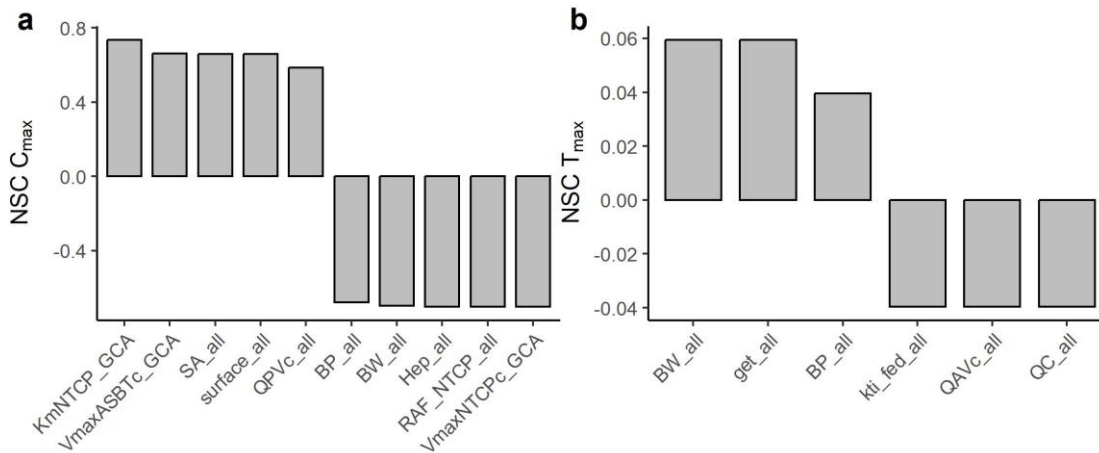 a
NSC Cmax
0.8
0.4
0.0
-0.4
KmNTCP_GCA
VmaxASBTc_GCA
SA_all
surface_all
QPVc_all
BP_all
BW_all
Hep_all
RAF_NTCP_all
VmaxNTCPc_GCA
b
NSC Tmax
0.06
0.04
0.02
0.00
-0.02
-0.04
BW_all
get_all
BP_all
kti_fed_all
QAVc_all
QC_all